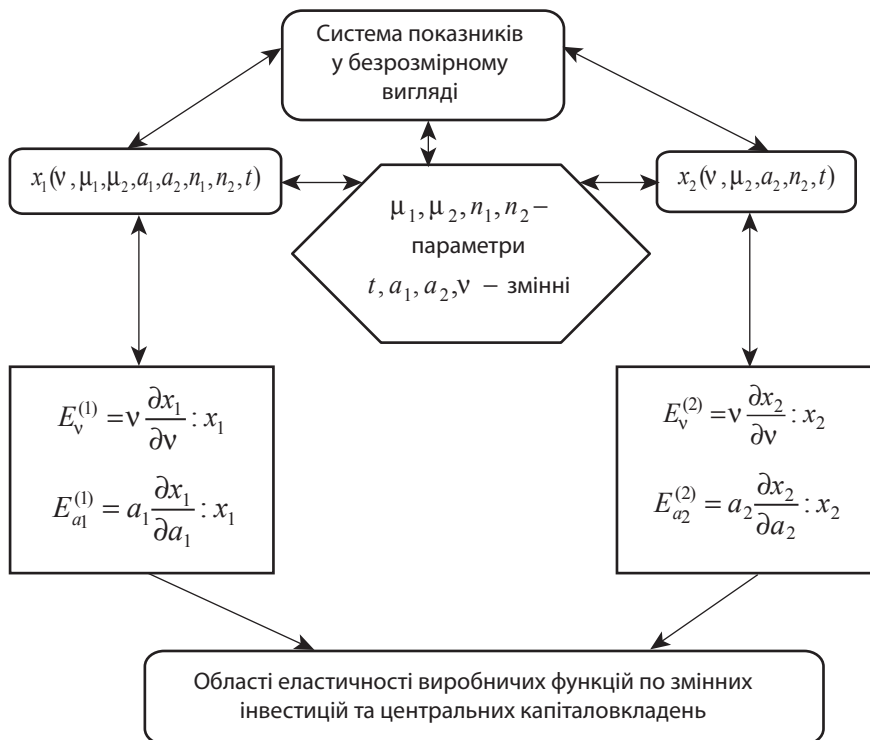 Система показників
у безрозмірному
вигляді
x₁(ν, μ₁, μ₂, a₁, a₂, n₁, n₂, t)
x₂(ν, μ₂, a₂, n₂, t)
μ₁, μ₂, n₁, n₂ –
параметри
t, a₁, a₂, ν – змінні
E_ν^(1) = ν ∂x₁/∂ν : x₁
E_a1^(1) = a₁ ∂x₁/∂a₁ : x₁
E_ν^(2) = ν ∂x₂/∂ν : x₂
E_a2^(2) = a₂ ∂x₂/∂a₂ : x₂
Області еластичності виробничих функцій по змінних
інвестицій та центральних капіталовкладень